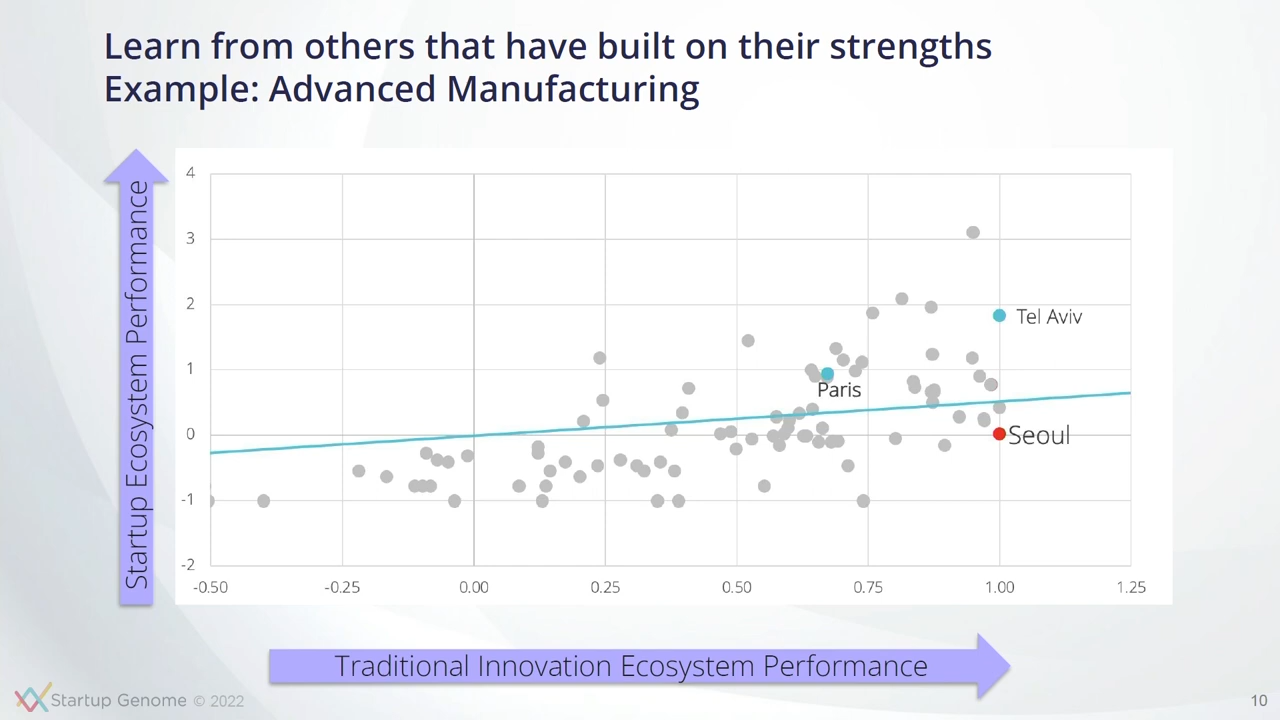 Learn from others that have built on their strengths
Example: Advanced Manufacturing
Startup Ecosystem Performance
4
3
2
1
0
-1
-2
Tel Aviv
Paris
Seoul
-0.50 -0.25 0.00 0.25 0.50 0.75 1.00 1.25
Traditional Innovation Ecosystem Performance
Startup Genome © 2022
10